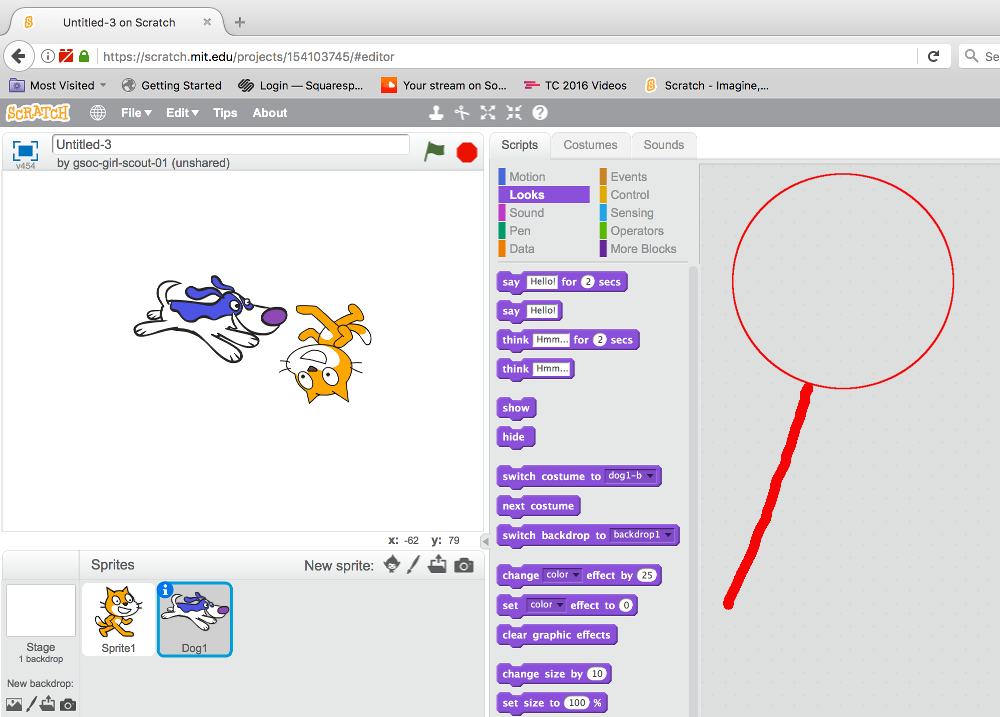 Untitled-3 on Scratch
https://scratch.mit.edu/projects/154103745/#editor
Se
Most Visited
Getting Started
Login — Squaresp...
Your stream on So...
TC 2016 Videos
Scratch - Imagine,...
SCRATCH
File
Edit
Tips
About
v454
Untitled-3
by gsoc-girl-scout-01 (unshared)
x: -62 y: 79
Sprites
New sprite:
Stage
1 backdrop
New backdrop:
Sprite1
Dog1
Scripts
Costumes
Sounds
Motion
Looks
Sound
Pen
Data
Events
Control
Sensing
Operators
More Blocks
say Hello! for 2 secs
say Hello!
think Hmm... for 2 secs
think Hmm...
show
hide
switch costume to dog1-b
next costume
switch backdrop to backdrop1
change color effect by 25
set color effect to 0
clear graphic effects
change size by 10
set size to 100 %